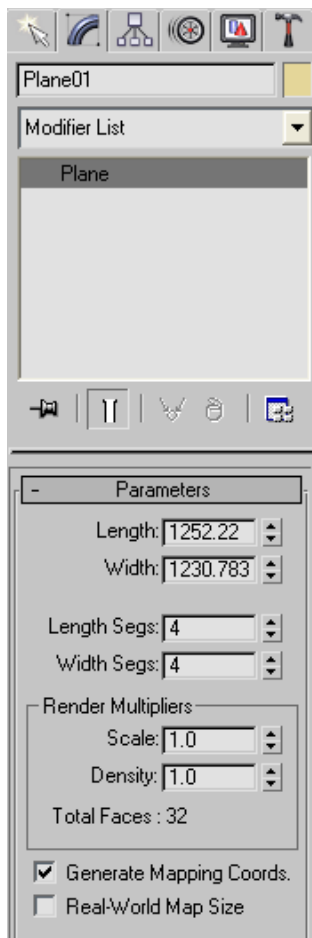 Plane01
Modifier List
Plane
- Parameters
Length: 1252.22
Width: 1230.783
Length Segs: 4
Width Segs: 4
Render Multipliers
Scale: 1.0
Density: 1.0
Total Faces : 32
Generate Mapping Coords.
Real-World Map Size